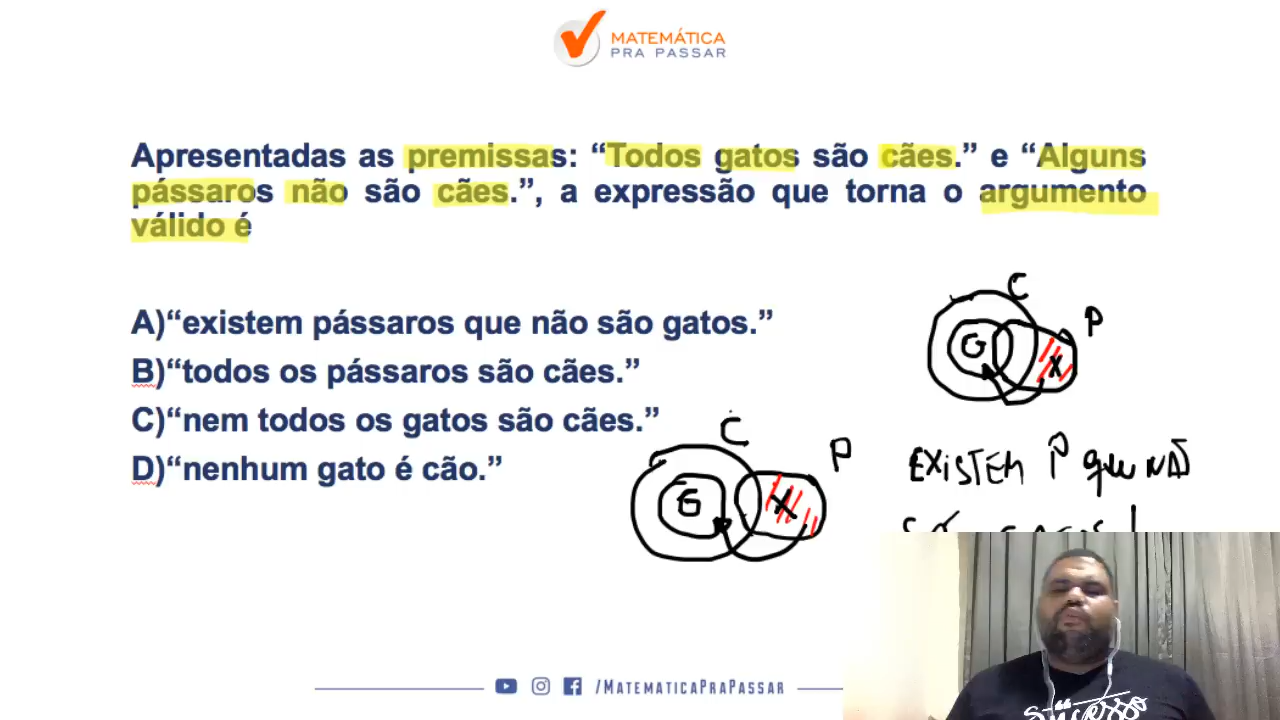 MATEMÁTICA
PRA PASSAR
Apresentadas as premissas: “Todos gatos são cães.” e “Alguns
pássaros não são cães.”, a expressão que torna o argumento
válido é
A)“existem pássaros que não são gatos.”
B)“todos os pássaros são cães.”
C)“nem todos os gatos são cães.”
D)“nenhum gato é cão.”
C
P
G
X
C
P
G
X
EXISTEM P que NÃO
/MATEMATICAPRAPASSAR
Sucesso